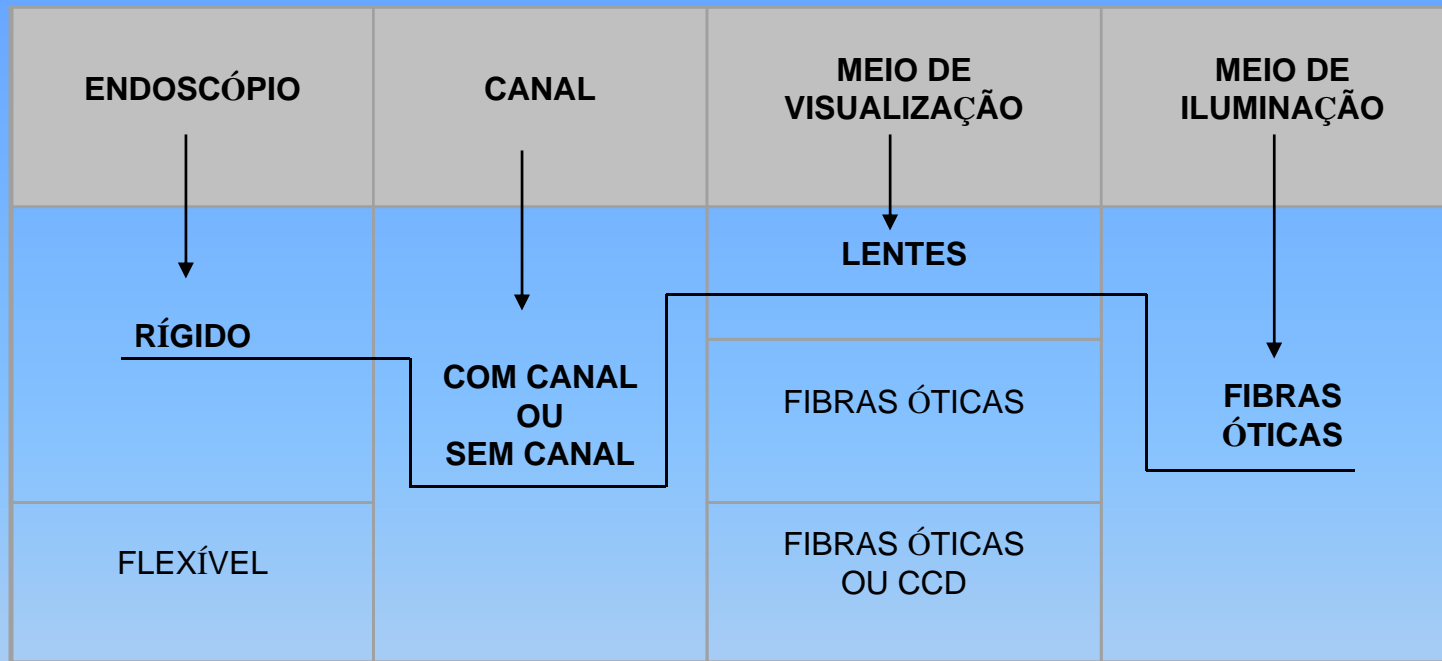 ENDOSCÓPIO
CANAL
MEIO DE
VISUALIZAÇÃO
MEIO DE
ILUMINAÇÃO
RÍGIDO
COM CANAL
OU
SEM CANAL
LENTES
FIBRAS ÓTICAS
FIBRAS
ÓTICAS
FLEXÍVEL
FIBRAS ÓTICAS
OU CCD